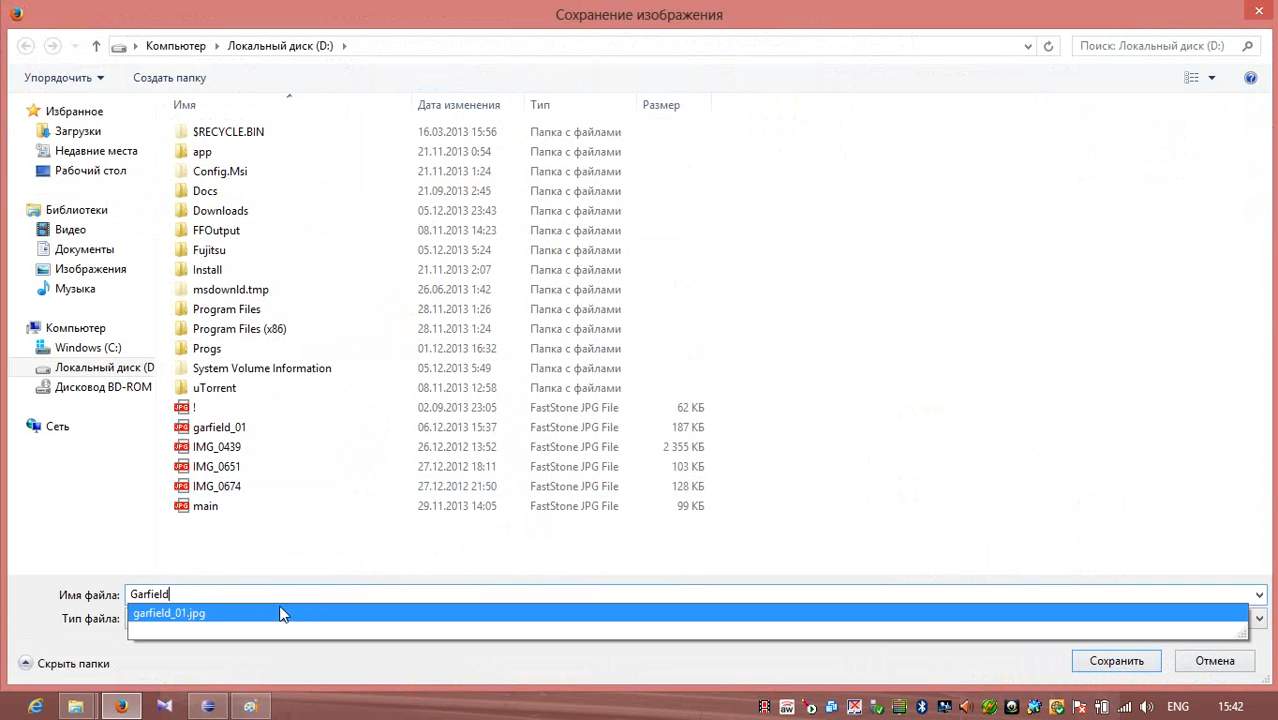 Сохранение изображения
Компьютер Локальный диск (D:) Поиск: Локальный диск (D:)
Упорядочить Создать папку
Имя Дата изменения Тип Размер
Избранное
Загрузки
Недавние места
Рабочий стол
Библиотеки
Видео
Документы
Изображения
Музыка
Компьютер
Windows (C:)
Локальный диск (D
Дисковод BD-ROM
Сеть
$RECYCLE.BIN 16.03.2013 15:56 Папка с файлами
app 21.11.2013 0:54 Папка с файлами
Config.Msi 21.11.2013 1:24 Папка с файлами
Docs 21.09.2013 2:45 Папка с файлами
Downloads 05.12.2013 23:43 Папка с файлами
FFOutput 08.11.2013 14:23 Папка с файлами
Fujitsu 05.12.2013 5:24 Папка с файлами
Install 21.11.2013 2:07 Папка с файлами
msdownld.tmp 26.06.2013 1:42 Папка с файлами
Program Files 28.11.2013 1:26 Папка с файлами
Program Files (x86) 28.11.2013 1:24 Папка с файлами
Progs 01.12.2013 16:32 Папка с файлами
System Volume Information 05.12.2013 5:49 Папка с файлами
uTorrent 08.11.2013 12:58 Папка с файлами
! 02.09.2013 23:05 FastStone JPG File 62 КБ
garfield_01 06.12.2013 15:37 FastStone JPG File 187 КБ
IMG_0439 26.12.2012 13:52 FastStone JPG File 2 355 КБ
IMG_0651 27.12.2012 18:11 FastStone JPG File 103 КБ
IMG_0674 27.12.2012 21:50 FastStone JPG File 128 КБ
main 29.11.2013 14:05 FastStone JPG File 99 КБ
Имя файла: Garfield
garfield_01.jpg
Тип файла:
Скрыть папки Сохранить Отмена
ENG 15:42